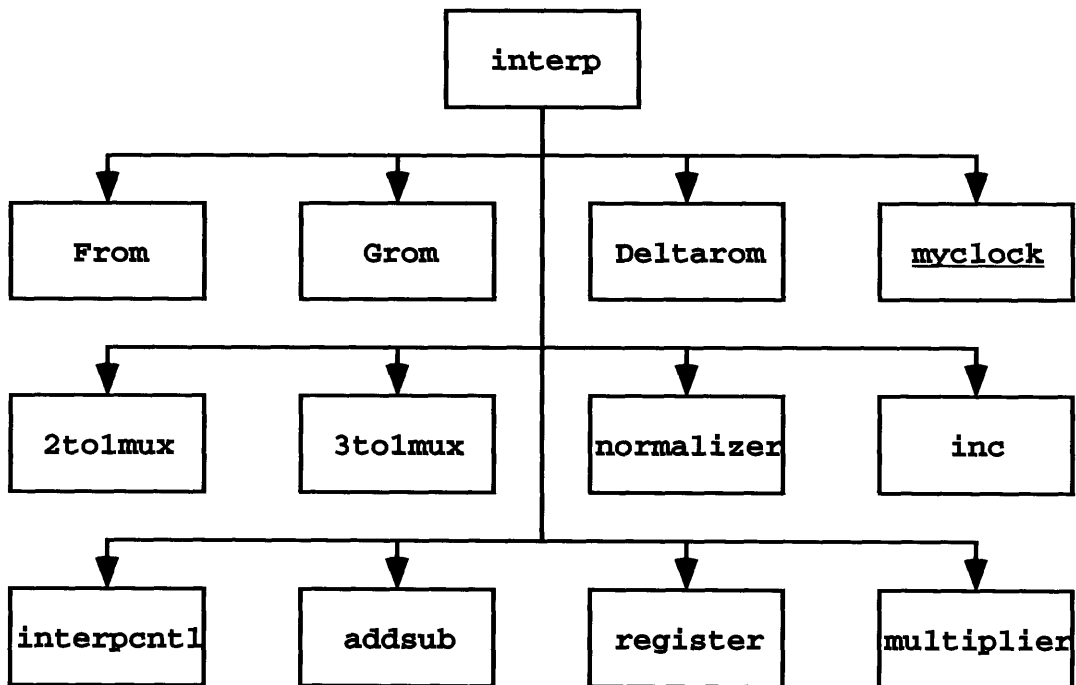 interp
From
Grom
Deltarom
myclock
2to1mux
3to1mux
normalizer
inc
interpcntl
addsub
register
multiplier